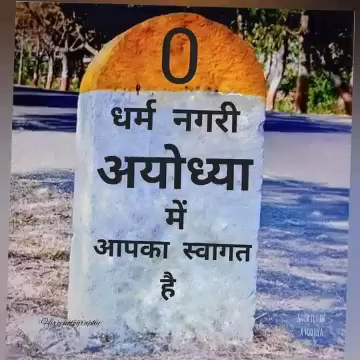 0
धर्म नगरी
अयोध्या
में
आपका स्वागत
है